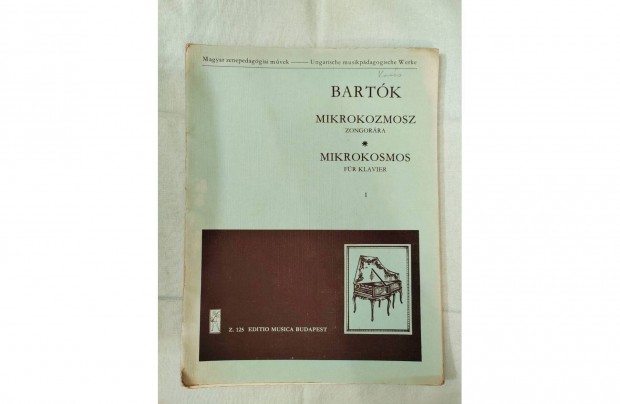 Magyar zenepedagógiai művek — Ungarische musikpädagogische Werke
BARTÓK
MIKROKOZMOSZ
ZONGORÁRA
*
MIKROKOSMOS
FÜR KLAVIER
I
Z. 125 EDITIO MUSICA BUDAPEST